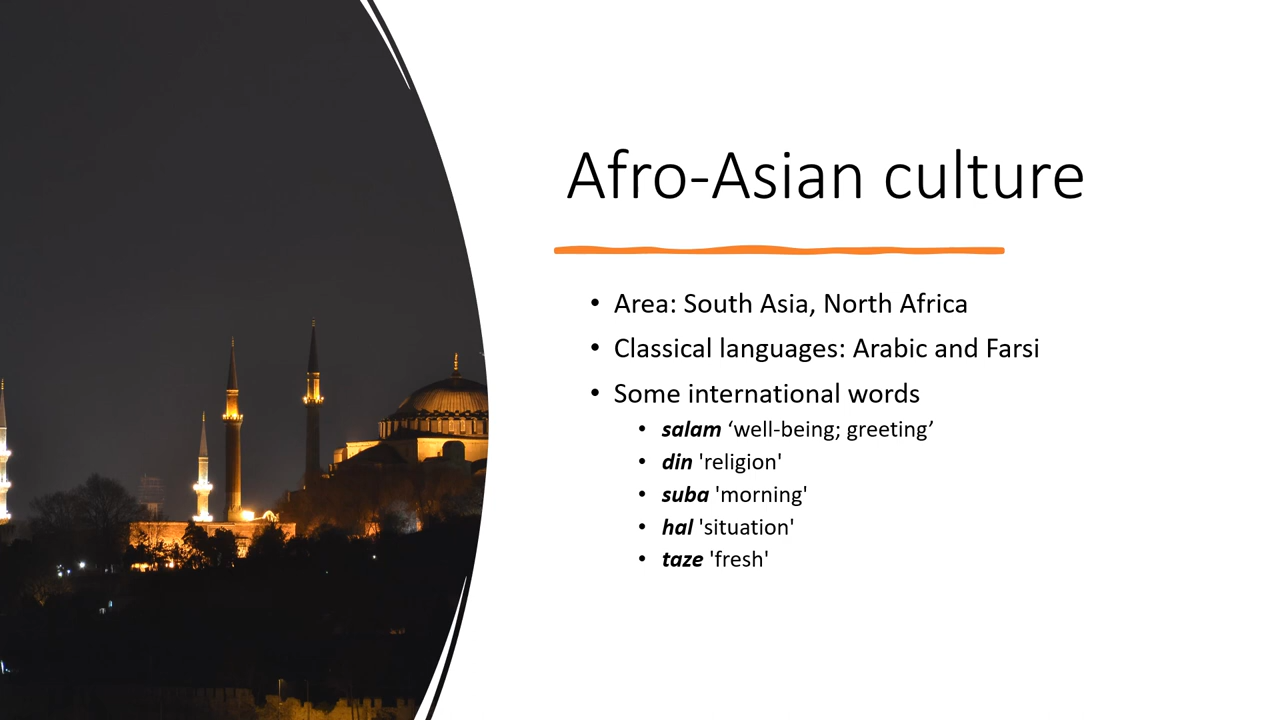 Afro-Asian culture
• Area: South Asia, North Africa
• Classical languages: Arabic and Farsi
• Some international words
• salam ‘well-being; greeting’
• din 'religion'
• suba 'morning'
• hal 'situation'
• taze 'fresh'